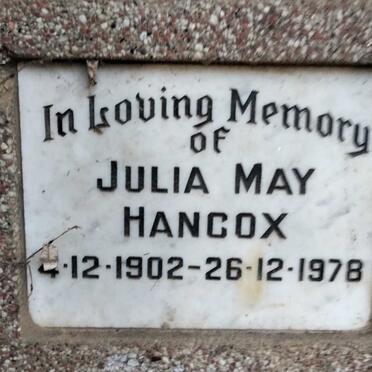 In Loving Memory
of
JULIA MAY
HANCOX
4·12·1902-26·12·1978